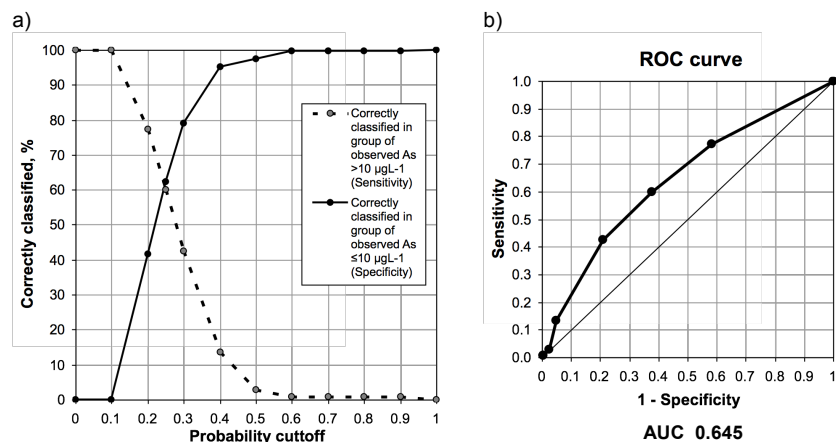 a)
100
90
80
70
60
50
40
30
20
10
0
Correctly classified, %
0 0.1 0.2 0.3 0.4 0.5 0.6 0.7 0.8 0.9 1
Probability cuttoff
Correctly
classified in
group of
observed As
>10 µgL-1
(Sensitivity)
Correctly
classified in
group of
observed As
≤10 µgL-1
(Specificity)
b)
ROC curve
1.0
0.9
0.8
0.7
0.6
0.5
0.4
0.3
0.2
0.1
0.0
Sensitivity
0 0.1 0.2 0.3 0.4 0.5 0.6 0.7 0.8 0.9 1
1 - Specificity
AUC 0.645